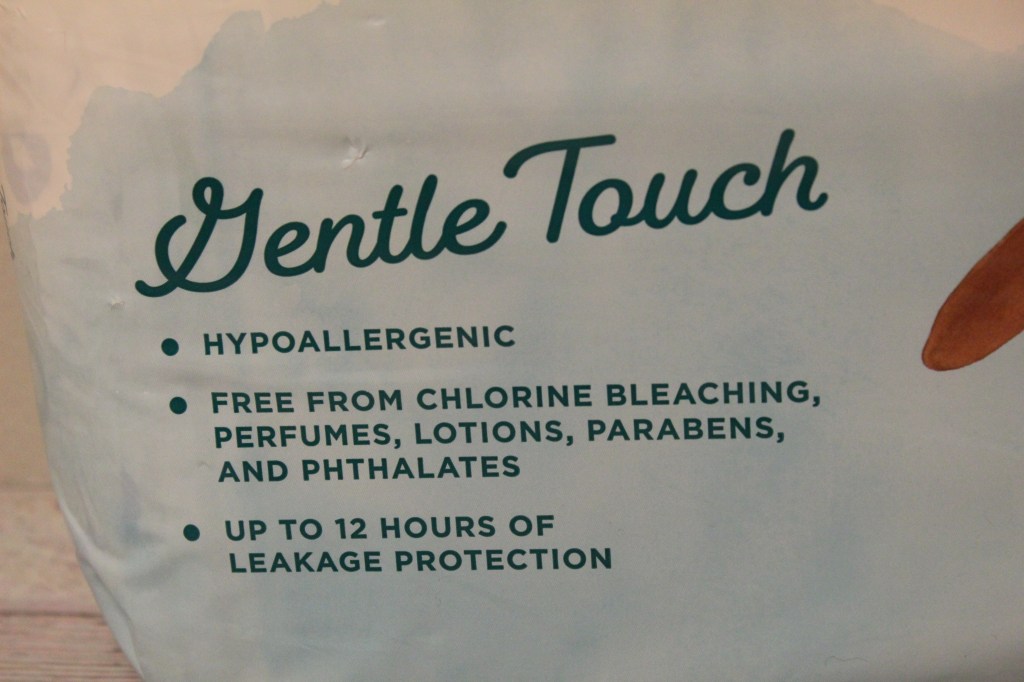 Gentle Touch
• HYPOALLERGENIC
• FREE FROM CHLORINE BLEACHING,
PERFUMES, LOTIONS, PARABENS,
AND PHTHALATES
• UP TO 12 HOURS OF
LEAKAGE PROTECTION